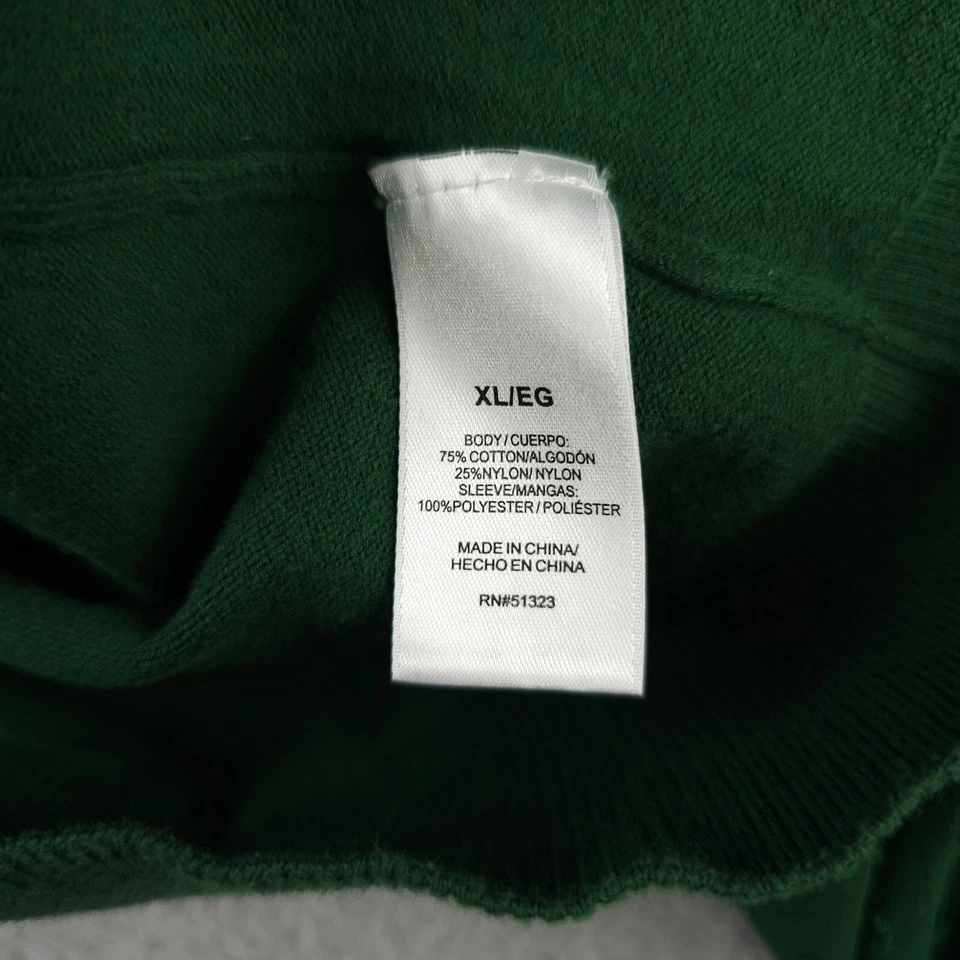 XL/EG
BODY/CUERPO:
75% COTTON/ALGODÓN
25%NYLON/NYLON
SLEEVE/MANGAS:
100%POLYESTER/POLIÉSTER
MADE IN CHINA/
HECHO EN CHINA
RN#51323